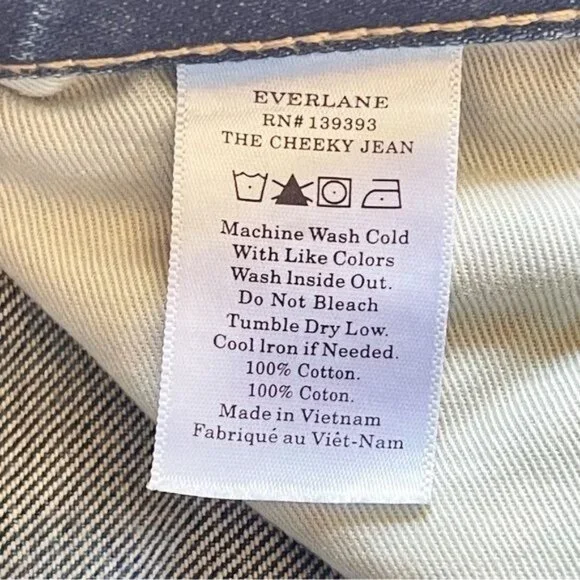 EVERLANE
RN# 139393
THE CHEEKY JEAN
Machine Wash Cold
With Like Colors
Wash Inside Out.
Do Not Bleach
Tumble Dry Low.
Cool Iron if Needed.
100% Cotton.
100% Coton.
Made in Vietnam
Fabriqué au Viêt-Nam